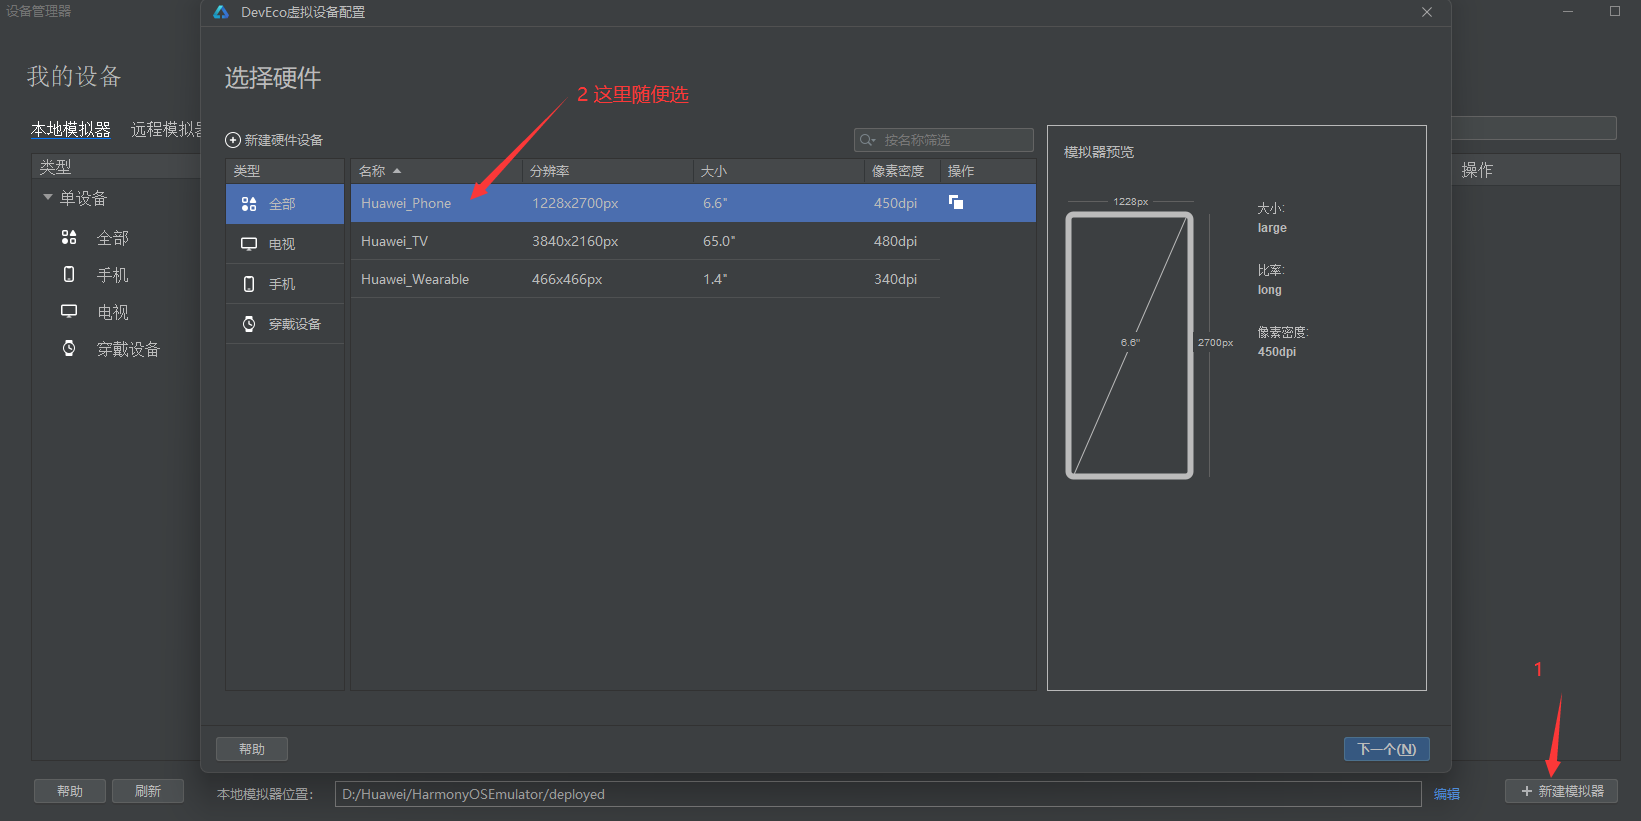 设备管理器
DevEco虚拟设备配置
我的设备
选择硬件
2 这里随便选
本地模拟器 远程模拟器
新建硬件设备
按名称筛选
类型
单设备
全部
手机
电视
穿戴设备
类型
全部
电视
手机
穿戴设备
名称 分辨率 大小 像素密度 操作
Huawei_Phone 1228x2700px 6.6" 450dpi
Huawei_TV 3840x2160px 65.0" 480dpi
Huawei_Wearable 466x466px 1.4" 340dpi
模拟器预览
1228px
6.6"
2700px
大小:
large
比率:
long
像素密度:
450dpi
操作
1
帮助
下一个(N)
帮助 刷新 本地模拟器位置: D:/Huawei/HarmonyOSEmulator/deployed 编辑 + 新建模拟器